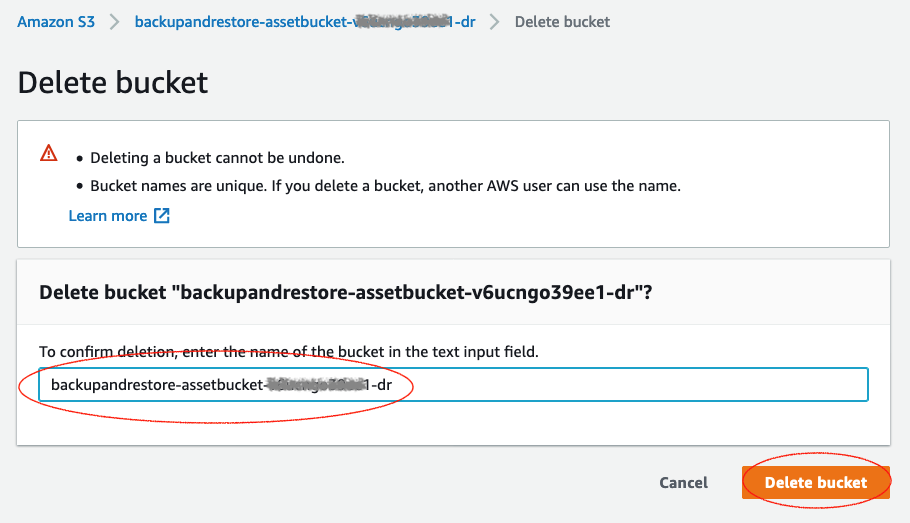 Amazon S3 > backupandrestore-assetbucket- 1-dr > Delete bucket
Delete bucket
• Deleting a bucket cannot be undone.
• Bucket names are unique. If you delete a bucket, another AWS user can use the name.
Learn more
Delete bucket "backupandrestore-assetbucket-v6ucngo39ee1-dr"?
To confirm deletion, enter the name of the bucket in the text input field.
backupandrestore-assetbucket- 1-dr
Cancel Delete bucket